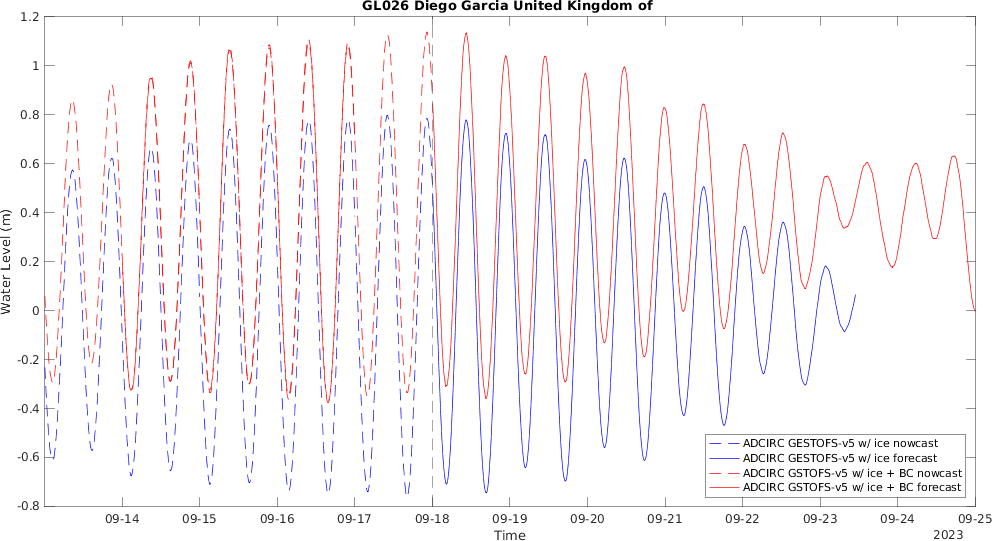 GL026 Diego Garcia United Kingdom of
Water Level (m)
1.2
1
0.8
0.6
0.4
0.2
0
-0.2
-0.4
-0.6
-0.8
ADCIRC GESTOFS-v5 w/ ice nowcast
ADCIRC GESTOFS-v5 w/ ice forecast
ADCIRC GSTOFS-v5 w/ ice + BC nowcast
ADCIRC GSTOFS-v5 w/ ice + BC forecast
09-14 09-15 09-16 09-17 09-18 09-19 09-20 09-21 09-22 09-23 09-24 09-25
Time
2023